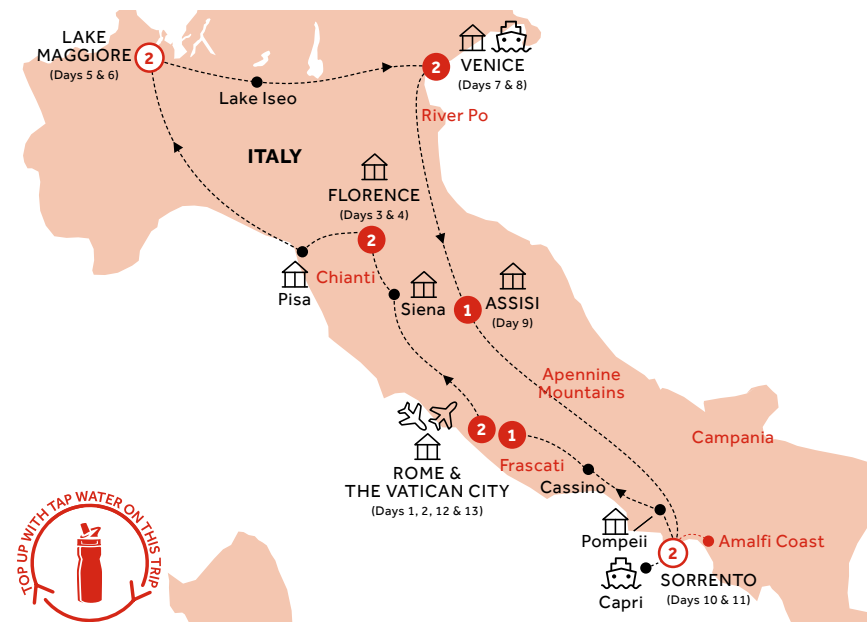 LAKE
MAGGIORE
(Days 5 & 6)
2
Lake Iseo
2
VENICE
(Days 7 & 8)
River Po
ITALY
FLORENCE
(Days 3 & 4)
2
Pisa
Chianti
Siena
1
ASSISI
(Day 9)
Apennine
Mountains
Campania
2
1
Frascati
ROME &
THE VATICAN CITY
(Days 1, 2, 12 & 13)
Cassino
Pompeii
2
Amalfi Coast
SORRENTO
(Days 10 & 11)
Capri
TOP UP WITH TAP WATER ON THIS TRIP